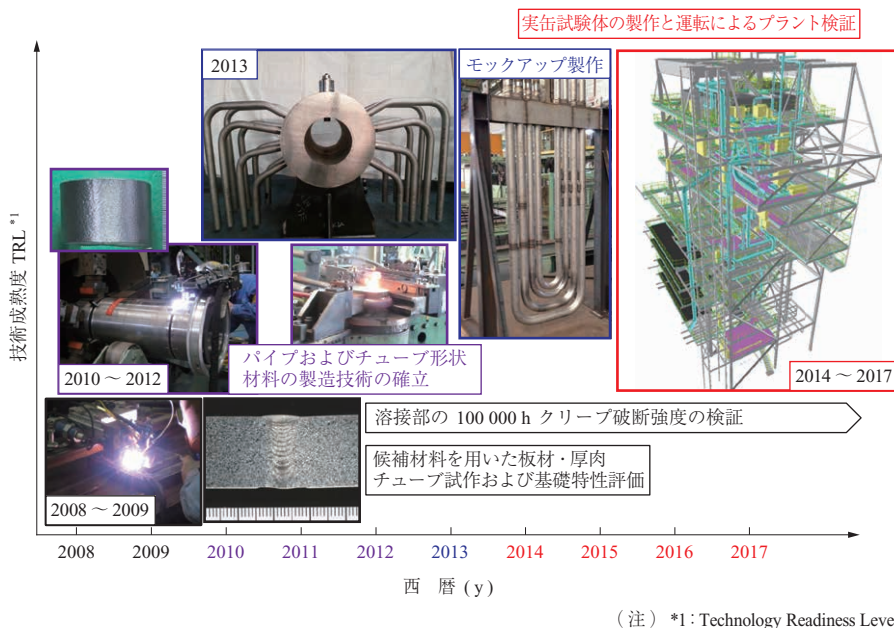 実缶試験体の製作と運転によるプラント検証
2013
モックアップ製作
技術成熟度 TRL *1
2010 ~ 2012
パイプおよびチューブ形状
材料の製造技術の確立
2014 ~ 2017
溶接部の 100 000 h クリープ破断強度の検証
候補材料を用いた板材・厚肉
チューブ試作および基礎特性評価
2008 ~ 2009
2008 2009 2010 2011 2012 2013 2014 2015 2016 2017
西 暦 ( y )
( 注 ) *1 : Technology Readiness Leve